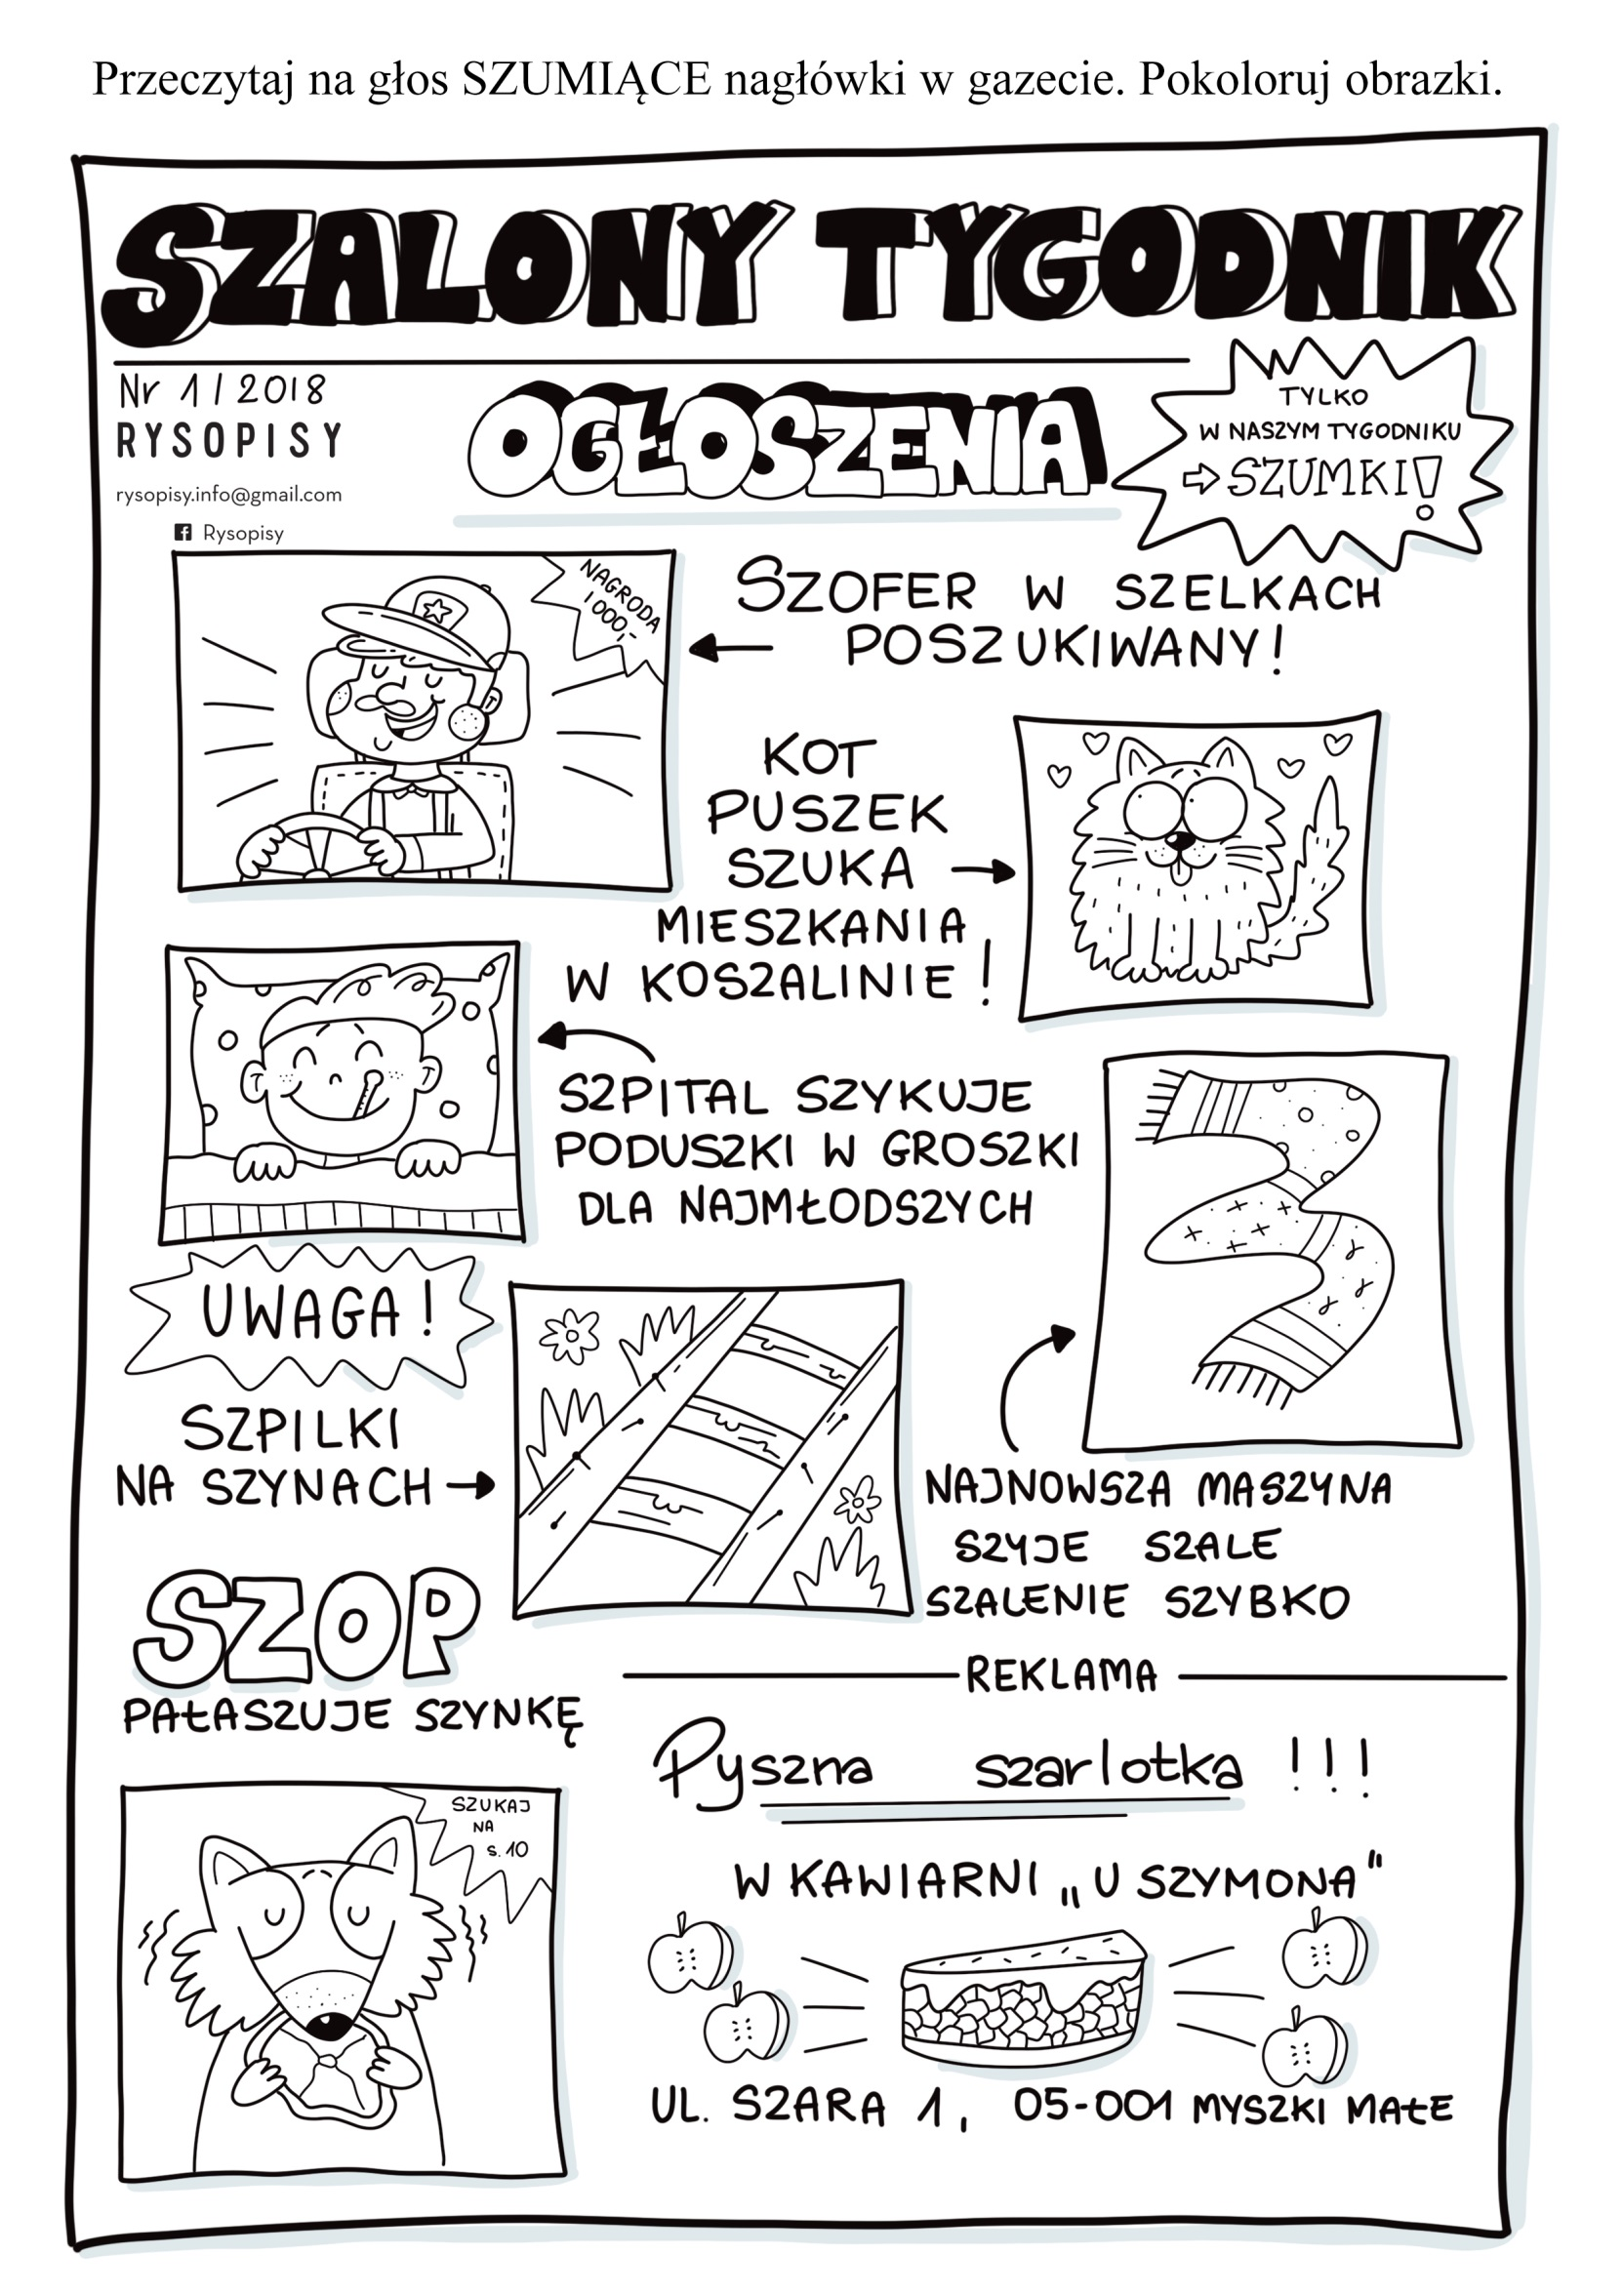 Przeczytaj na głos SZUMIĄCE nagłówki w gazecie. Pokoloruj obrazki.
SZALONY TYGODNIK
Nr 1/2018
RYSOPISY
rysopisy.info@gmail.com
Rysopisy
OGŁOSZENIA
TYLKO
W NASZYM TYGODNIKU
⇨ SZUMKI!
NAGRODA
1000,-
SZOFER W SZELKACH
POSZUKIWANY!
KOT
PUSZEK
SZUKA
MIESZKANIA
W KOSZALINIE!
SZPITAL SZYKUJE
PODUSZKI W GROSZKI
DLA NAJMŁODSZYCH
UWAGA!
SZPILKI
NA SZYNACH
NAJNOWSZA MASZYNA
SZYJE SZALE
SZALENIE SZYBKO
SZOP
PAŁASZUJE SZYNKĘ
SZUKAJ
NA
s. 10
REKLAMA
Pyszna szarlotka !!!
W KAWIARNI „U SZYMONA"
UL. SZARA 1, 05-001 MYSZKI MAŁE